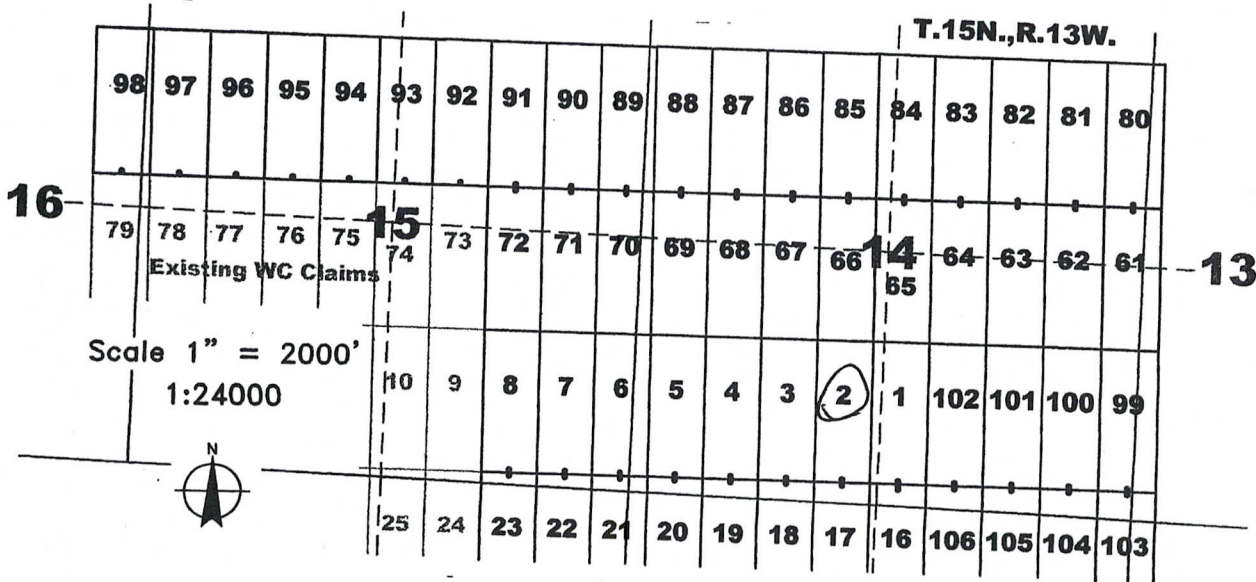 T.15N.,R.13W.
98 97 96 95 94 93 92 91 90 89 88 87 86 85 84 83 82 81 80
16 15 14 13
79 78 77 76 75 74 73 72 71 70 69 68 67 66 65 64 63 62 61
Existing WC Claims
Scale 1" = 2000'
1:24000
10 9 8 7 6 5 4 3 2 1 102 101 100 99
N
25 24 23 22 21 20 19 18 17 16 106 105 104 103